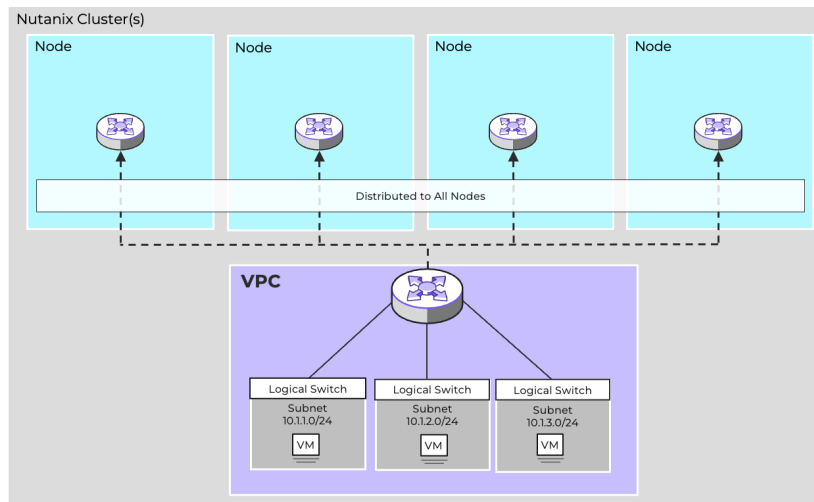 Nutanix Cluster(s)
Node
Node
Node
Node
Distributed to All Nodes
VPC
Logical Switch
Logical Switch
Logical Switch
Subnet
10.1.1.0/24
Subnet
10.1.2.0/24
Subnet
10.1.3.0/24
VM
VM
VM